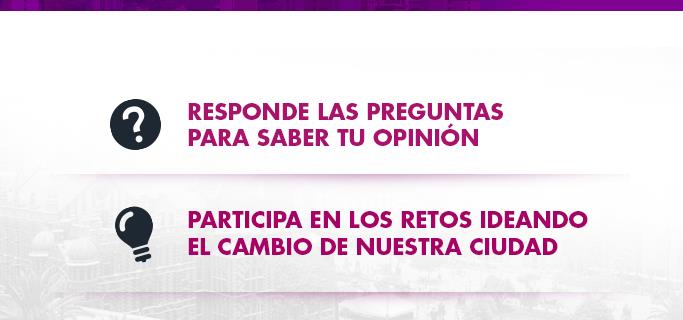 RESPONDE LAS PREGUNTAS
PARA SABER TU OPINIÓN
PARTICIPA EN LOS RETOS IDEANDO
EL CAMBIO DE NUESTRA CIUDAD